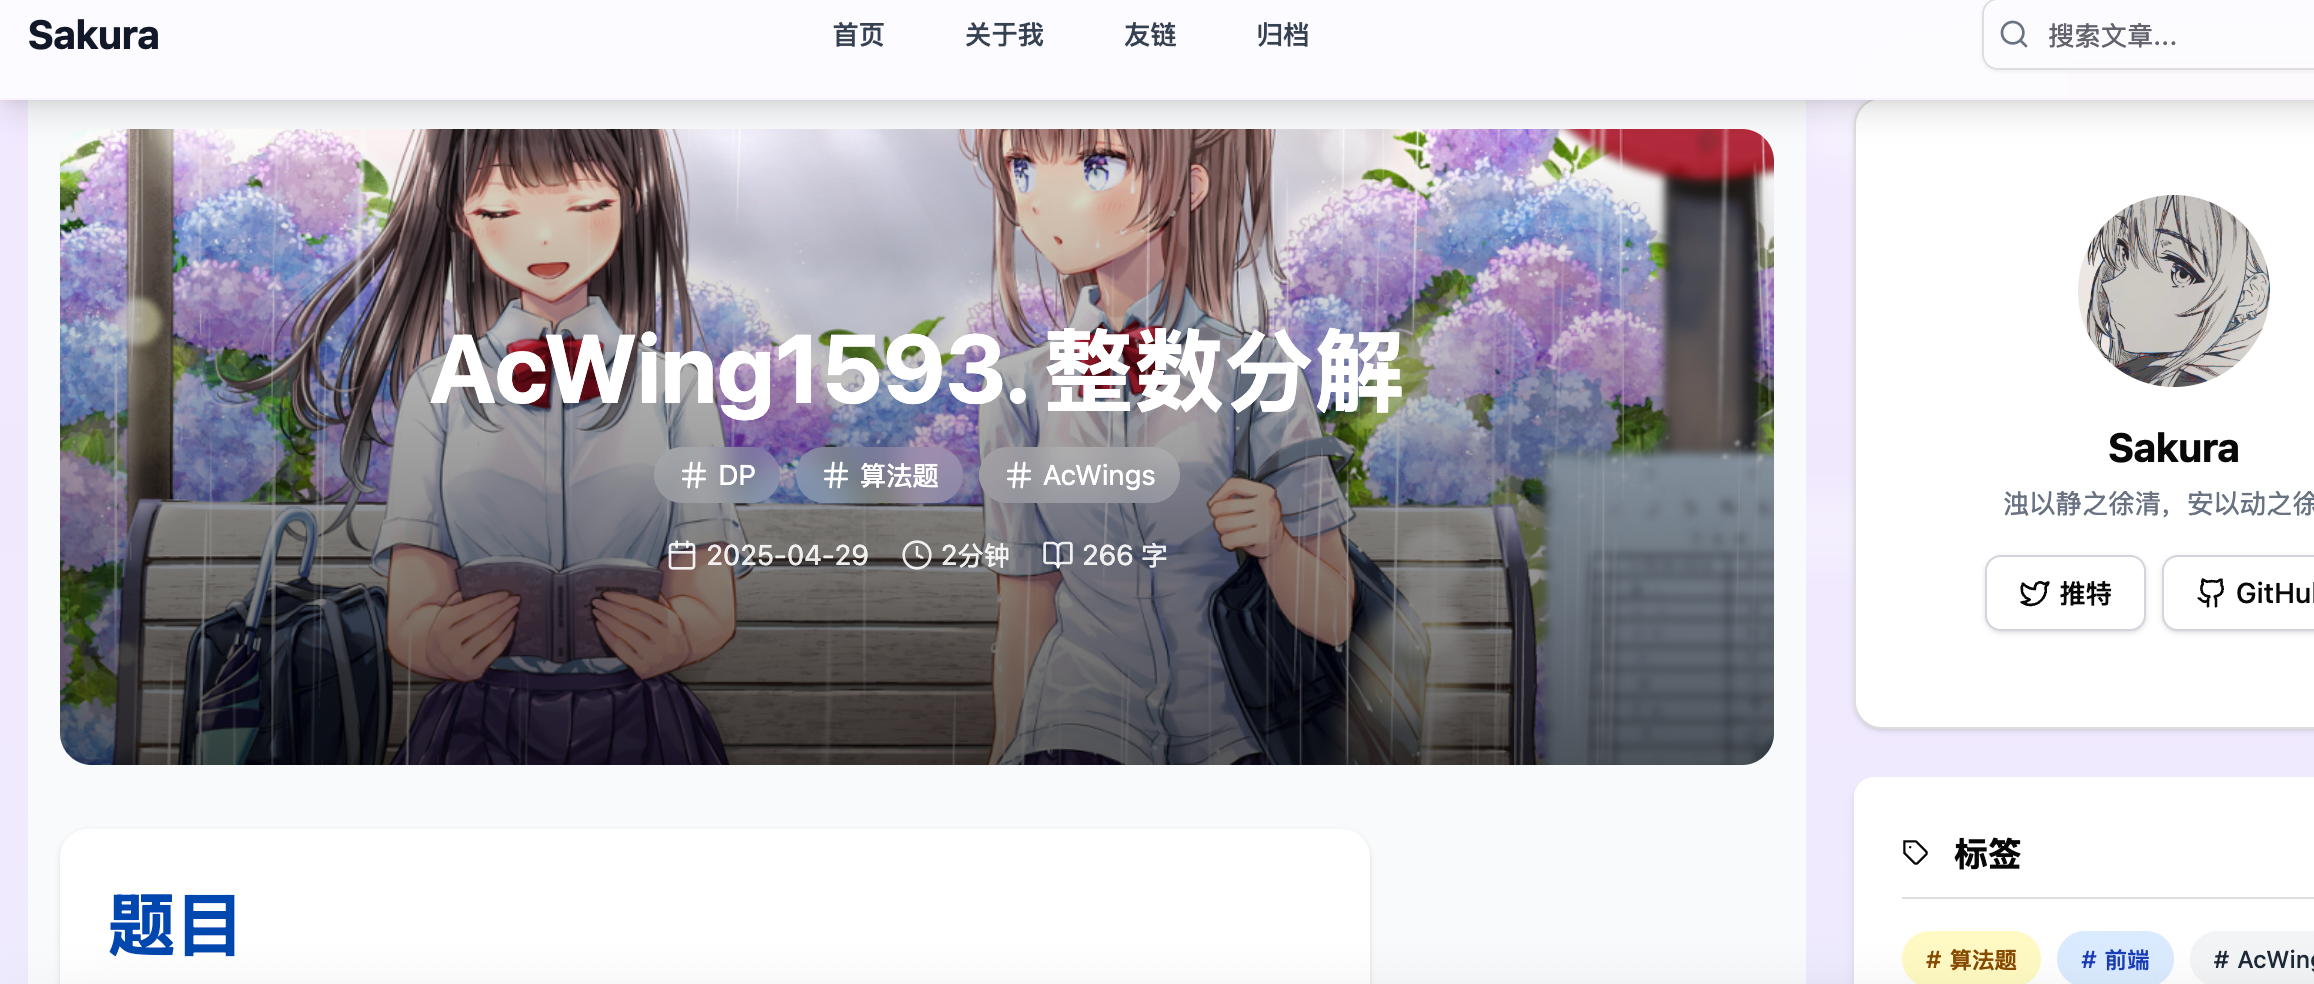 Sakura
首页 关于我 友链 归档
搜索文章...
AcWing1593. 整数分解
# DP # 算法题 # AcWings
2025-04-29 2分钟 266 字
Sakura
浊以静之徐清，安以动之徐
推特 GitHu
标签
# 算法题 # 前端 # AcWing
题目